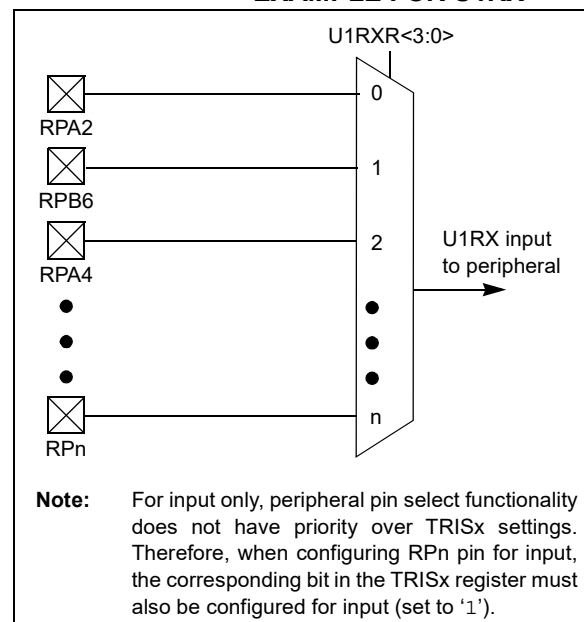 U1RXR<3:0>
RPA2
0
RPB6
1
RPA4
2
U1RX input
to peripheral
RPn
n
Note: For input only, peripheral pin select functionality
does not have priority over TRISx settings.
Therefore, when configuring RPn pin for input,
the corresponding bit in the TRISx register must
also be configured for input (set to ‘1’).